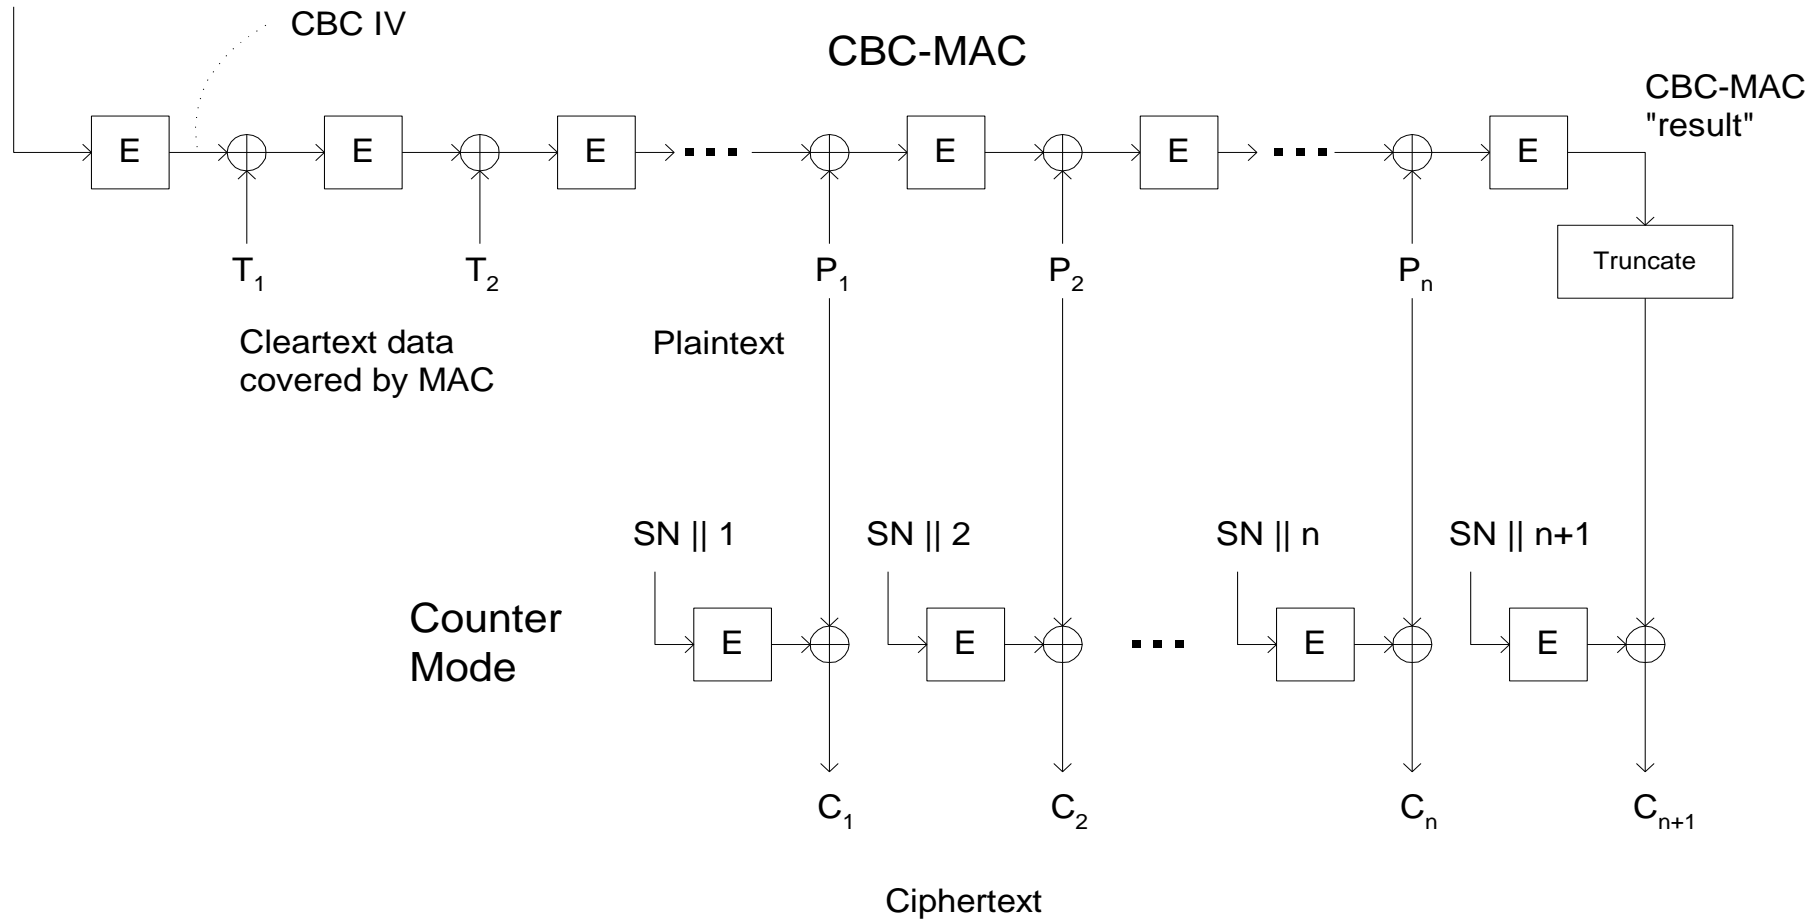 CBC IV
CBC-MAC
CBC-MAC
"result"
E E E E E E
T1 T2 P1 P2 Pn
Truncate
Cleartext data
covered by MAC
Plaintext
SN || 1 SN || 2 SN || n SN || n+1
Counter
Mode
E E E E
C1 C2 Cn Cn+1
Ciphertext